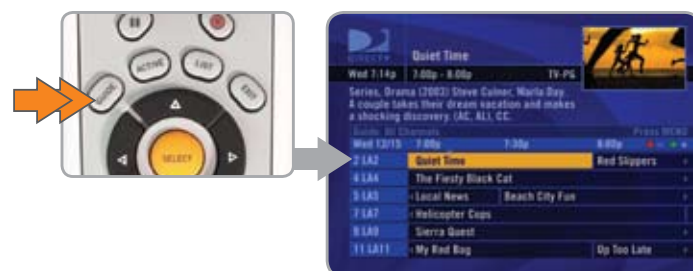 ACTIVE
LIST
GUIDE
EXIT
SELECT
DIRECTV
Quiet Time
Wed 7:14p 7:00p - 8:00p TV-PG
Series, Drama (2003) Steve Culnor, Marla Day.
A couple takes their dream vacation and makes
a shocking discovery. (AC, AL), CC.
Guide: All Channels Press MENU
Wed 12/15 7:00p 7:30p 8:00p
2 LA2 Quiet Time Red Slippers
4 LA4 The Fiesty Black Cat
5 LA5 Local News Beach City Fun
7 LA7 Helicopter Cops
9 LA9 Sierra Quest
11 LA11 My Red Bag Op Too Late